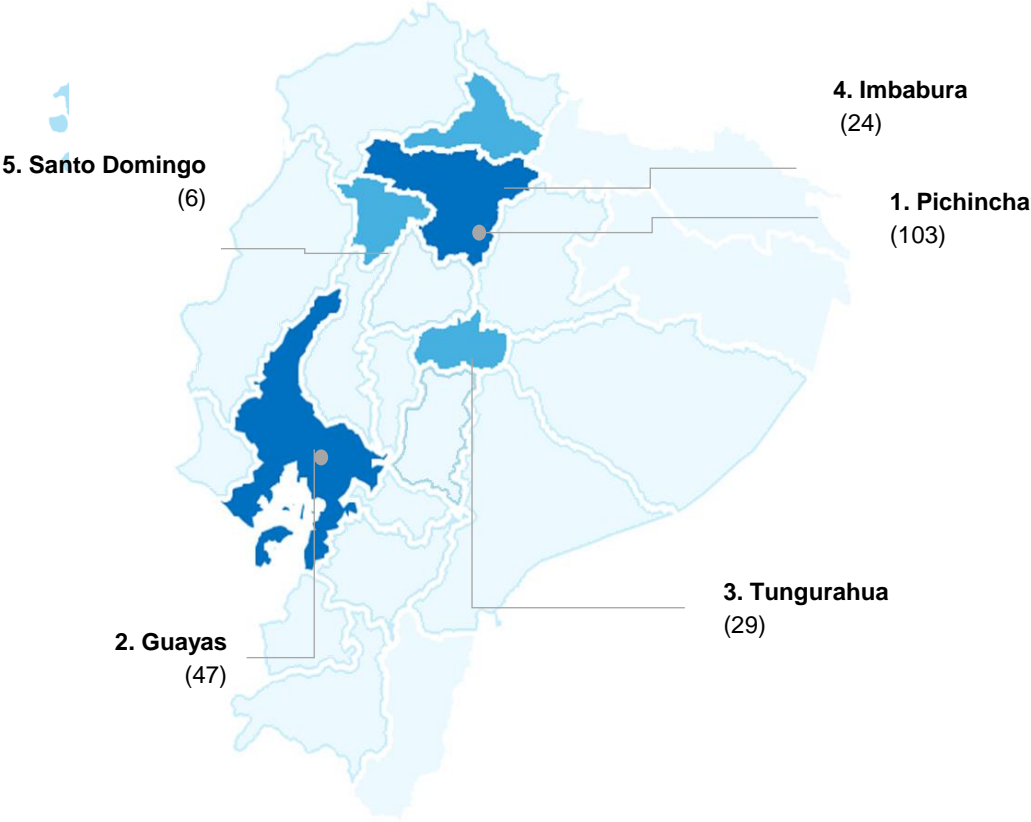 4. Imbabura
(24)
5. Santo Domingo
(6)
1. Pichincha
(103)
3. Tungurahua
(29)
2. Guayas
(47)